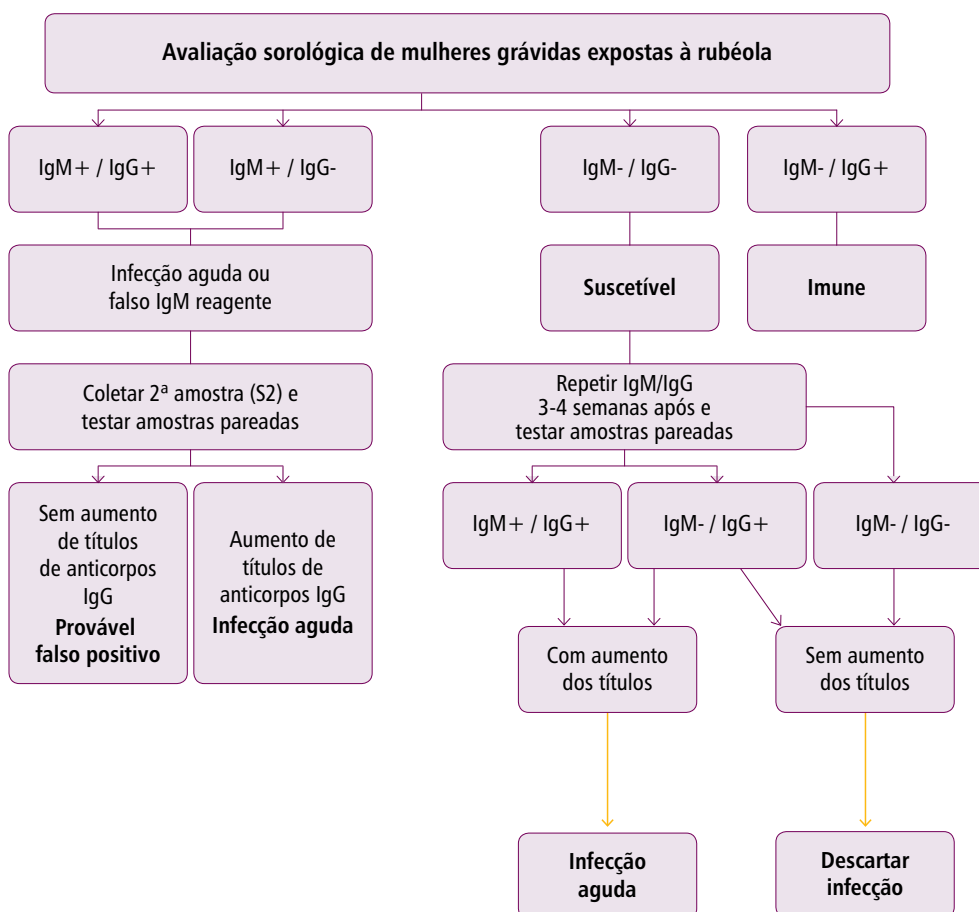 Avaliação sorológica de mulheres grávidas expostas à rubéola
IgM+ / IgG+
IgM+ / IgG-
IgM- / IgG-
IgM- / IgG+
Infecção aguda ou
falso IgM reagente
Suscetível
Imune
Coletar 2ª amostra (S2) e
testar amostras pareadas
Repetir IgM/IgG
3-4 semanas após e
testar amostras pareadas
Sem aumento
de títulos
de anticorpos
IgG
Provável
falso positivo
Aumento de
títulos de
anticorpos IgG
Infecção aguda
IgM+ / IgG+
IgM- / IgG+
IgM- / IgG-
Com aumento
dos títulos
Sem aumento
dos títulos
Infecção
aguda
Descartar
infecção